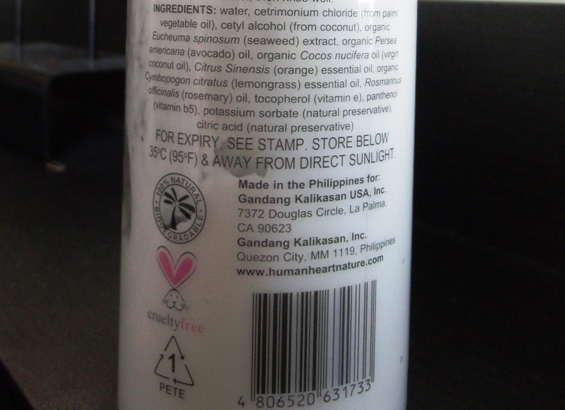 INGREDIENTS: water, cetrimonium chloride (from palm/
vegetable oil), cetyl alcohol (from coconut), organic
Eucheuma spinosum (seaweed) extract, organic Persea
americana (avocado) oil, organic Cocos nucifera oil (virgin
coconut oil), Citrus Sinensis (orange) essential oil, organic
Cymbopogon citratus (lemongrass) essential oil, Rosmarinus
officinalis (rosemary) oil, tocopherol (vitamin e), panthenol
(vitamin b5), potassium sorbate (natural preservative),
citric acid (natural preservative)
FOR EXPIRY, SEE STAMP. STORE BELOW
35°C (95°F) & AWAY FROM DIRECT SUNLIGHT.
100% NATURAL
BIODEGRADABLE
crueltyfree
1
PETE
Made in the Philippines for:
Gandang Kalikasan USA, Inc.
7372 Douglas Circle, La Palma,
CA 90623
Gandang Kalikasan, Inc.
Quezon City, MM 1119, Philippines
www.humanheartnature.com
4 806520 631733